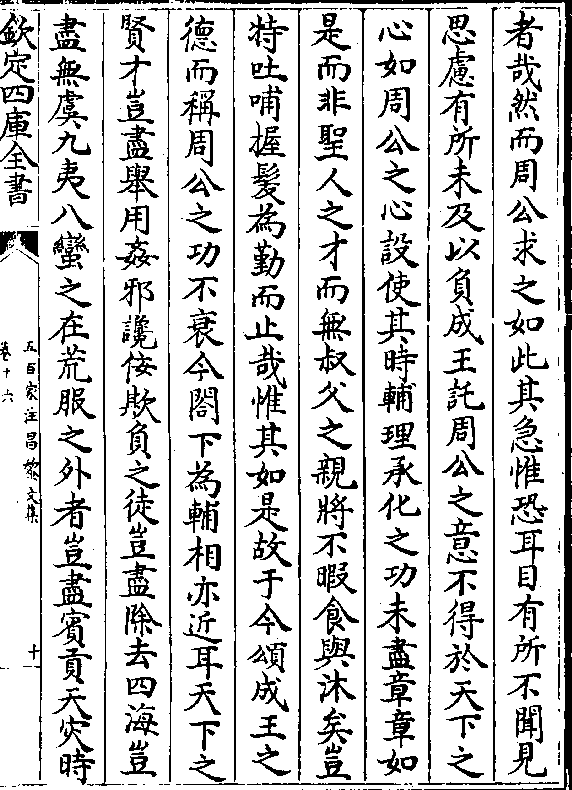 者哉然而周公求之如此其急惟恐耳目有所不聞見
思慮有所未及以負成王託周公之意不得於天下之
心如周公之心設使其時輔理承化之功未盡章章如
是而非聖人之才而無叔父之親將不暇食與沐矣豈
特吐哺握髮為勤而止哉惟其如是故于今頌成王之
德而稱周公之功不衰今閤下為輔相亦近耳天下之
賢才豈盡舉用姦邪讒佞欺負之徒豈盡除去四海豈
盡無虞九夷八蠻之在荒服之外者豈盡賓貢天灾時
欽定四庫全書
五百家注昌黎文集
卷十六
十